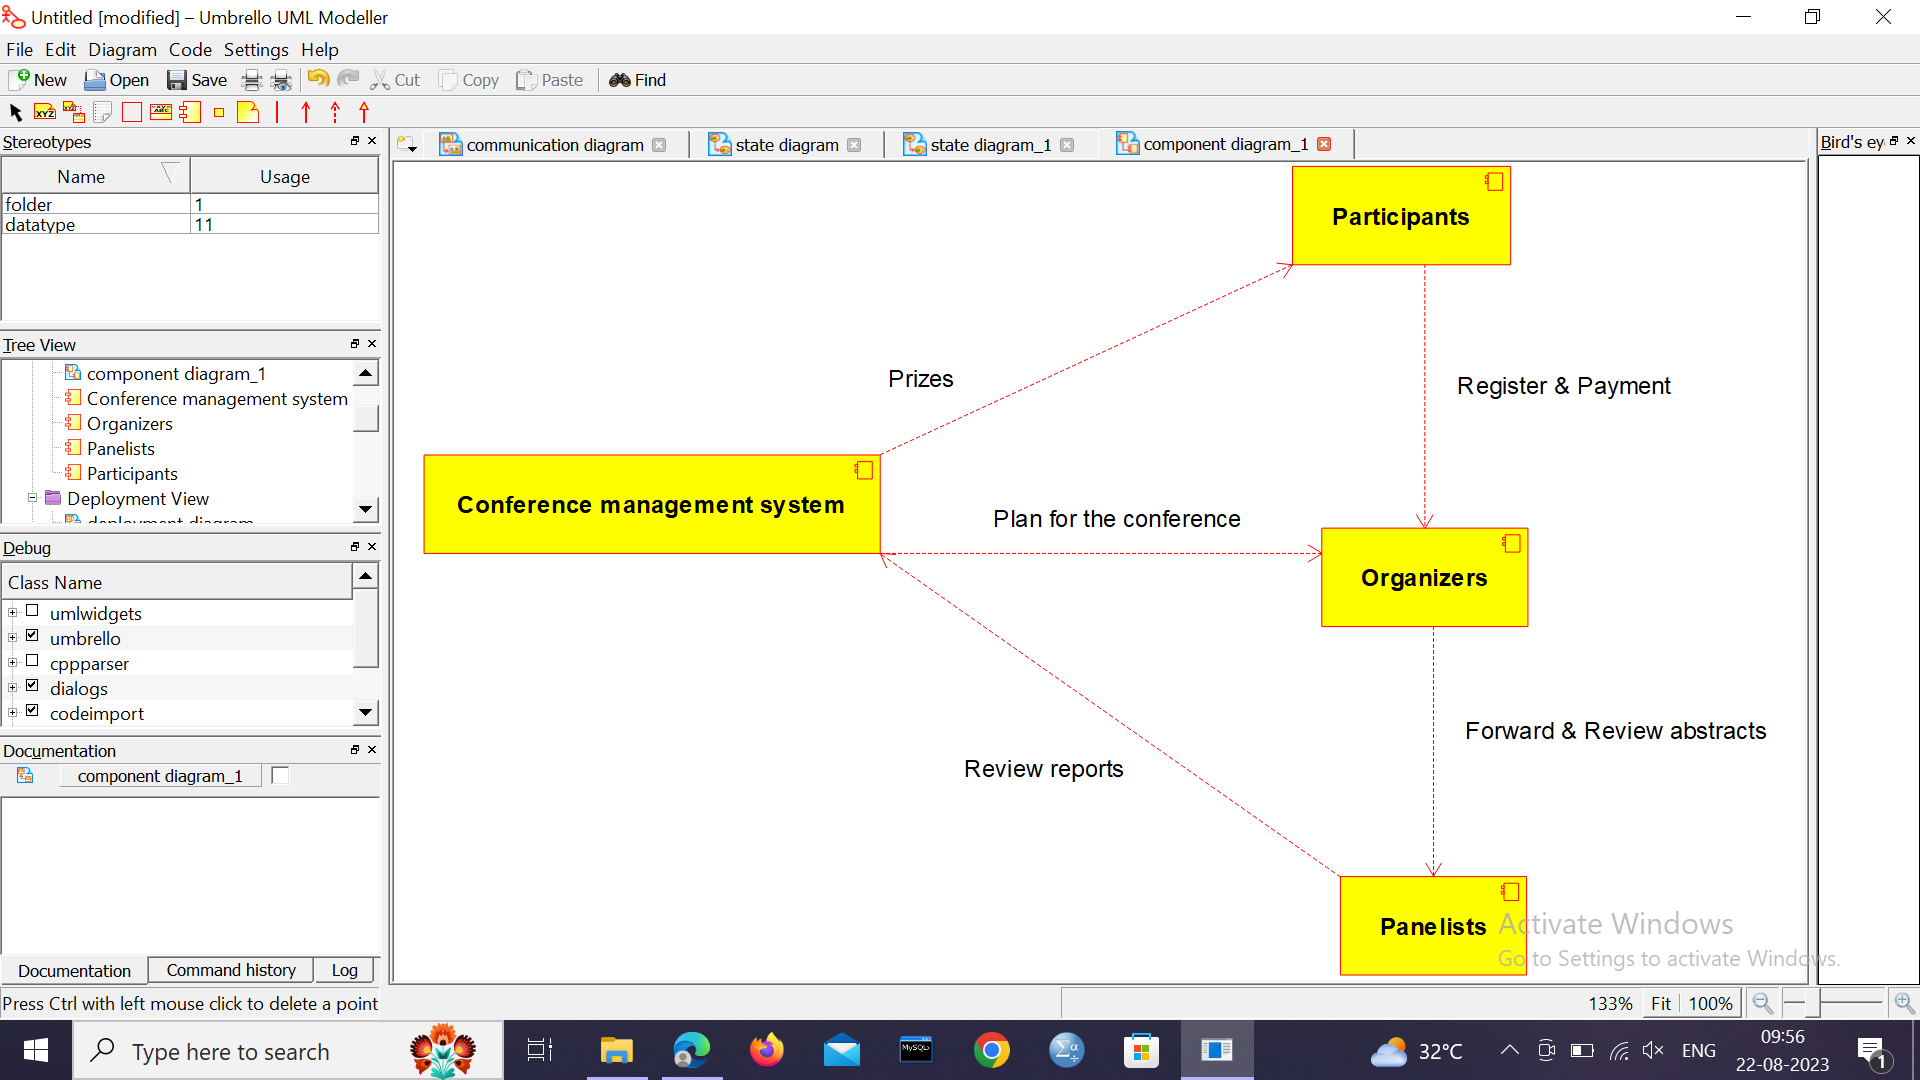 Untitled [modified] – Umbrello UML Modeller
File Edit Diagram Code Settings Help
New Open Save Cut Copy Paste Find
XYZ
Stereotypes
Name Usage
folder 1
datatype 11
Tree View
component diagram_1
Conference management system
Organizers
Panelists
Participants
Deployment View
deployment diagram
Debug
Class Name
umlwidgets
umbrello
cppparser
dialogs
codeimport
Documentation
component diagram_1
Documentation Command history Log
Press Ctrl with left mouse click to delete a point
communication diagram state diagram state diagram_1 component diagram_1
Bird's ey
Participants
Prizes
Register & Payment
Conference management system
Plan for the conference
Organizers
Forward & Review abstracts
Review reports
Panelists
Activate Windows
Go to Settings to activate Windows.
133% Fit 100%
Type here to search
MySQL
32°C
ENG
09:56
22-08-2023
1